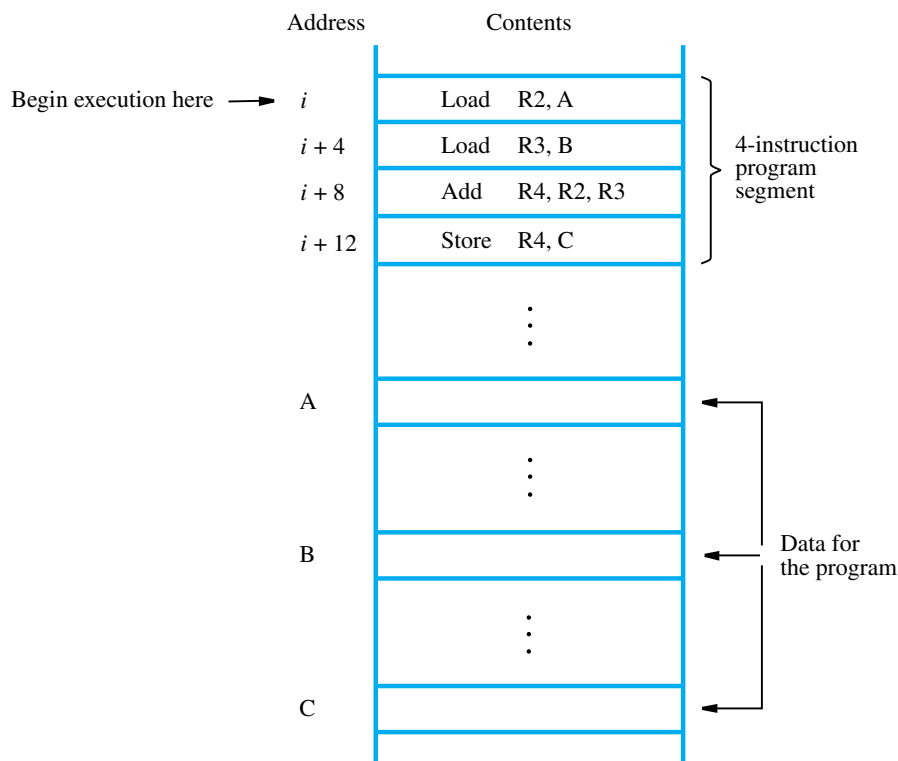 Address Contents
Begin execution here i Load R2, A
i + 4 Load R3, B
i + 8 Add R4, R2, R3
i + 12 Store R4, C
4-instruction
program
segment
A
B
C
Data for
the program